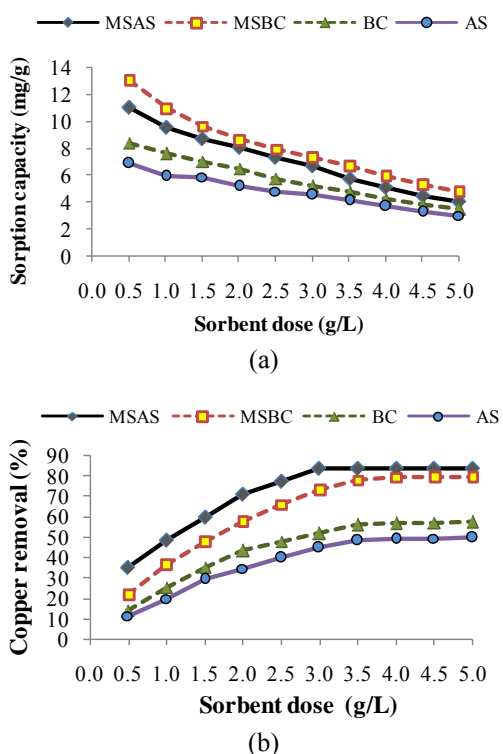 MSAS MSBC BC AS
Sorption capacity (mg/g)
14
12
10
8
6
4
2
0
0.0 0.5 1.0 1.5 2.0 2.5 3.0 3.5 4.0 4.5 5.0
Sorbent dose (g/L)
(a)
MSAS MSBC BC AS
Copper removal (%)
90
80
70
60
50
40
30
20
10
0
0.0 0.5 1.0 1.5 2.0 2.5 3.0 3.5 4.0 4.5 5.0
Sorbent dose (g/L)
(b)